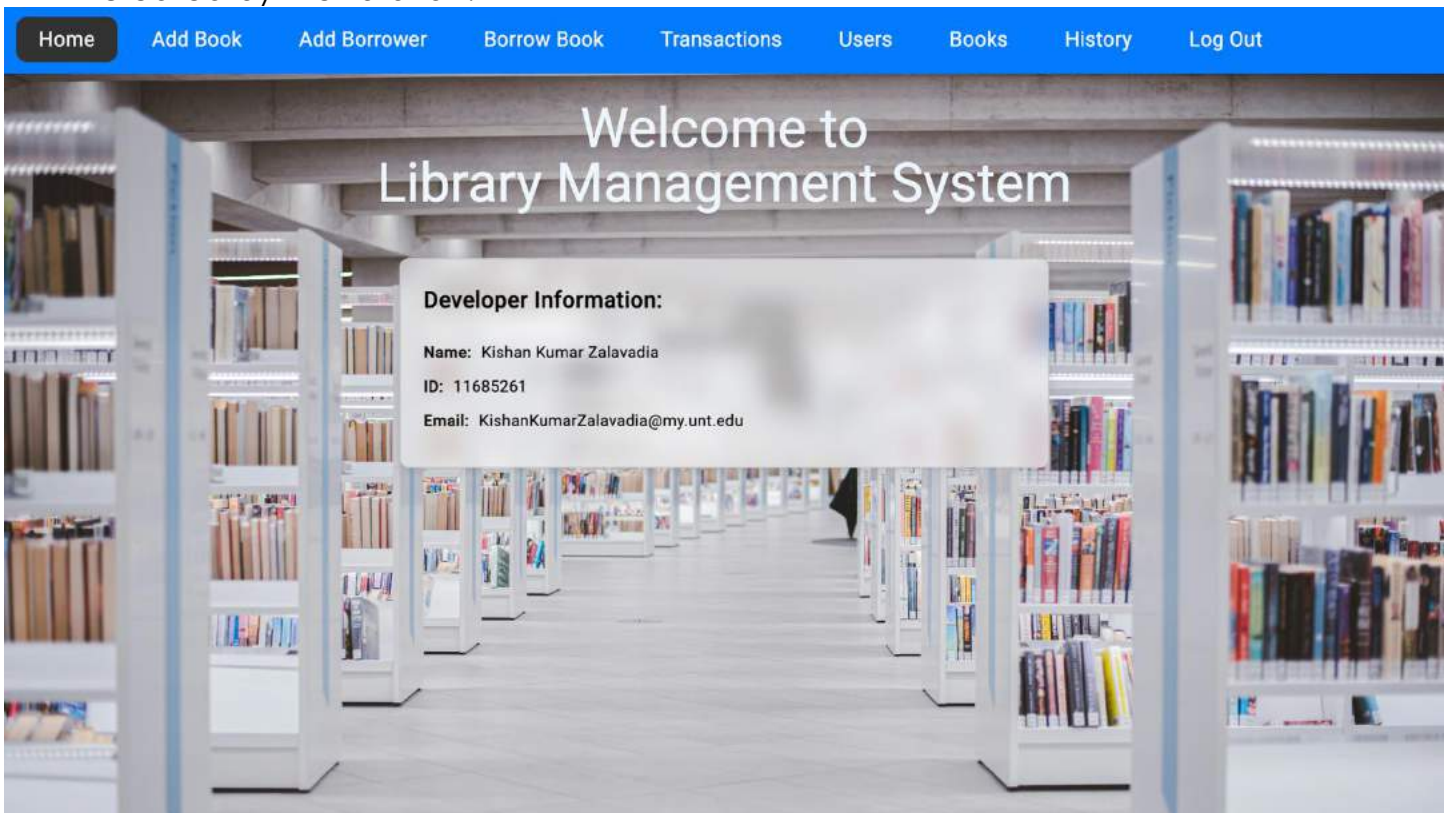 Home Add Book Add Borrower Borrow Book Transactions Users Books History Log Out
Welcome to
Library Management System
Developer Information:
Name: Kishan Kumar Zalavadia
ID: 11685261
Email: KishanKumarZalavadia@my.unt.edu